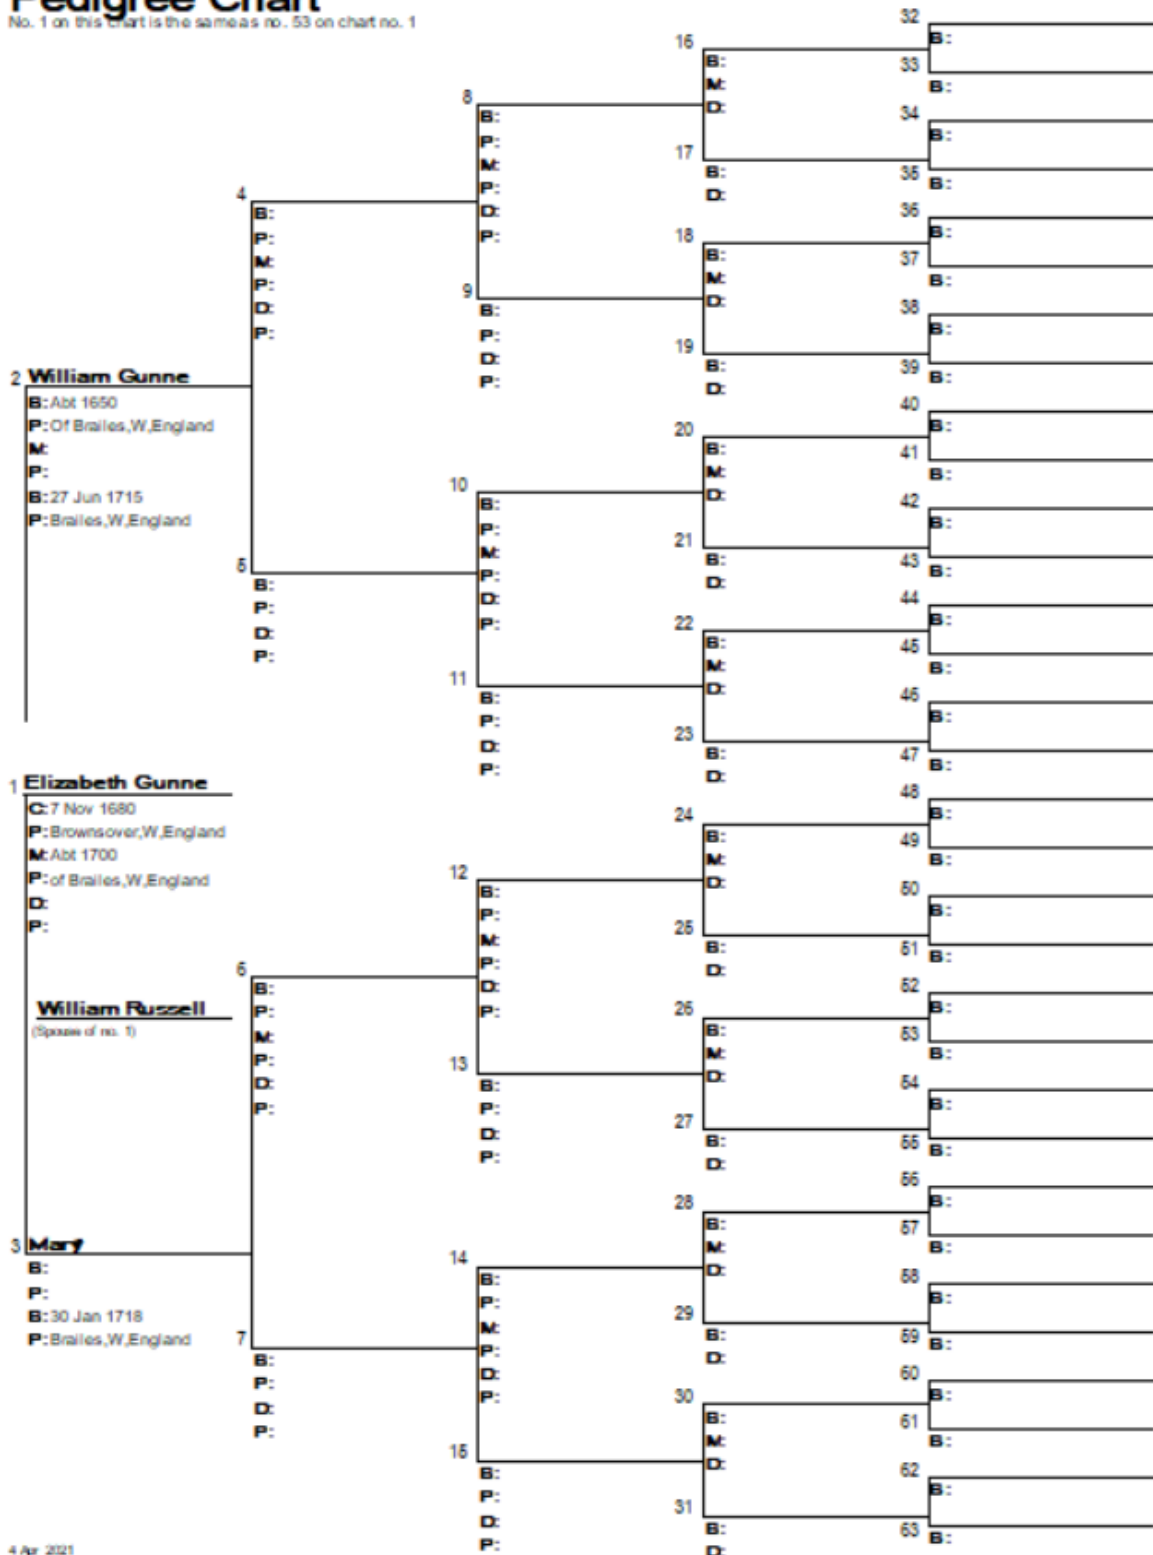 Pedigree Chart
No. 1 on this chart is the same as no. 53 on chart no. 1
2 William Gunne
B: Abt 1650
P: Of Brailes,W,England
M:
P:
B: 27 Jun 1715
P: Brailes,W,England
1 Elizabeth Gunne
C: 7 Nov 1680
P: Brownsover,W,England
M: Abt 1700
P: of Brailes,W,England
D:
P:
William Russell
(Spouse of no. 1)
3 Mary
B:
P:
B: 30 Jan 1718
P: Brailes,W,England
4 Apr 2021
4
B:
P:
M:
P:
D:
P:
5
B:
P:
D:
P:
6
B:
P:
M:
P:
D:
P:
7
B:
P:
D:
P:
8
B:
P:
M:
P:
D:
P:
9
B:
P:
D:
P:
10
B:
P:
M:
P:
D:
P:
11
B:
P:
D:
P:
12
B:
P:
M:
P:
D:
P:
13
B:
P:
D:
P:
14
B:
P:
M:
P:
D:
P:
15
B:
P:
D:
P:
16
B:
M:
D:
17
B:
D:
18
B:
M:
D:
19
B:
D:
20
B:
M:
D:
21
B:
D:
22
B:
M:
D:
23
B:
D:
24
B:
M:
D:
25
B:
D:
26
B:
M:
D:
27
B:
D:
28
B:
M:
D:
29
B:
D:
30
B:
M:
D:
31
B:
D:
32
B:
33
B:
34
B:
35
B:
36
B:
37
B:
38
B:
39
B:
40
B:
41
B:
42
B:
43
B:
44
B:
45
B:
46
B:
47
B:
48
B:
49
B:
50
B:
51
B:
52
B:
53
B:
54
B:
55
B:
56
B:
57
B:
58
B:
59
B:
60
B:
61
B:
62
B:
63
B: